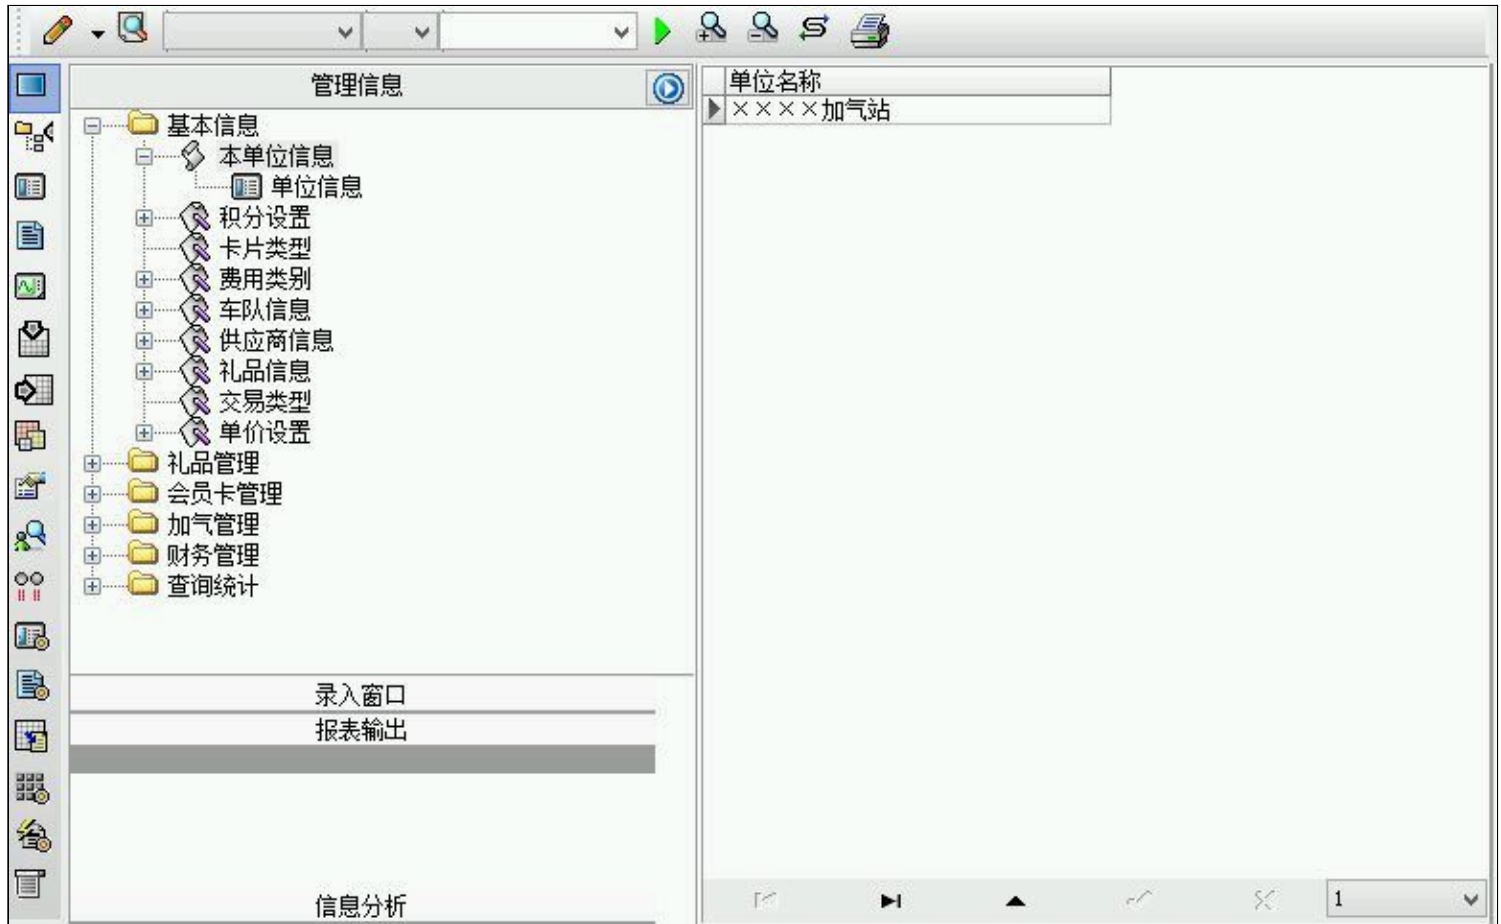 管理信息
基本信息
本单位信息
单位信息
积分设置
卡片类型
费用类别
车队信息
供应商信息
礼品信息
交易类型
单价设置
礼品管理
会员卡管理
加气管理
财务管理
查询统计
录入窗口
报表输出
信息分析
单位名称
××××加气站
1